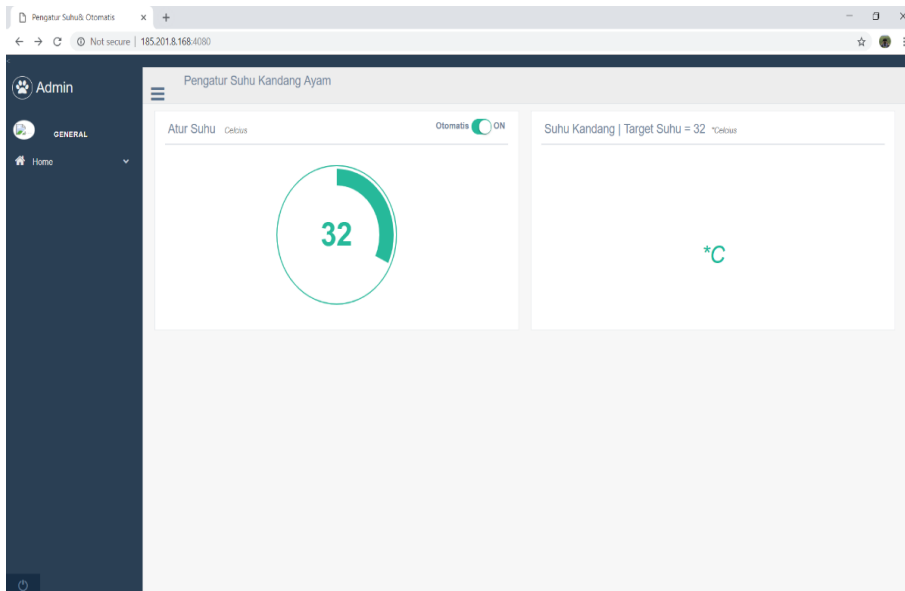 Pengatur Suhu& Otomatis
Not secure | 185.201.8.168:4080
Admin
Pengatur Suhu Kandang Ayam
GENERAL
Home
Atur Suhu Celcius
Otomatis ON
32
Suhu Kandang | Target Suhu = 32 *Celcius
*C